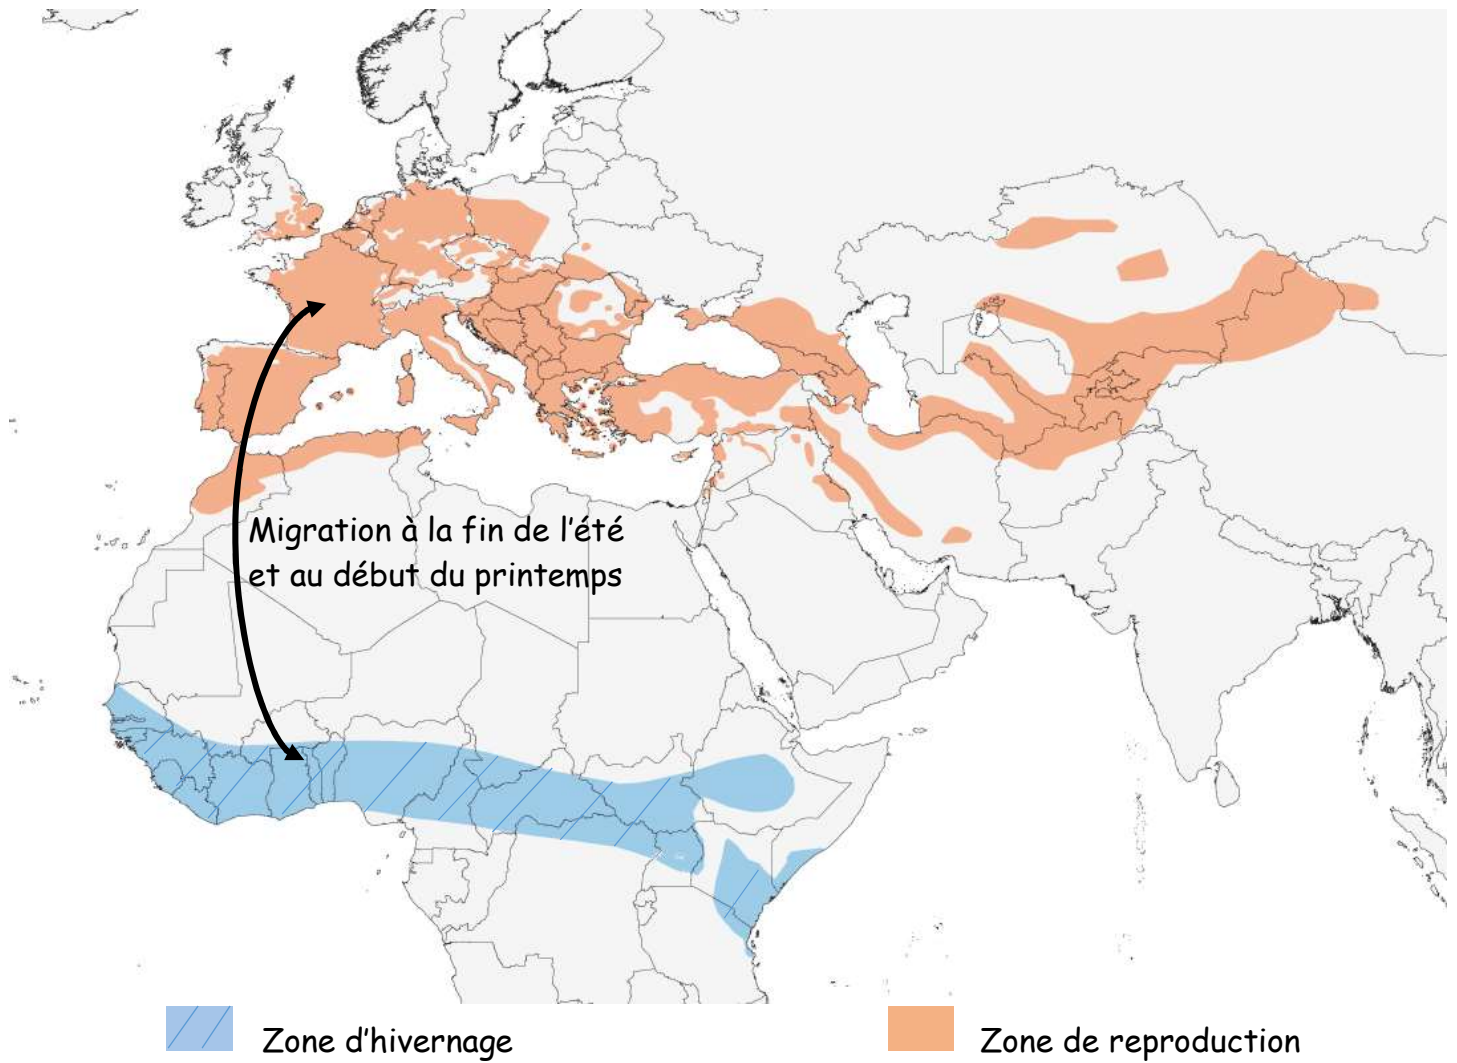 Migration à la fin de l'été
et au début du printemps
Zone d'hivernage
Zone de reproduction